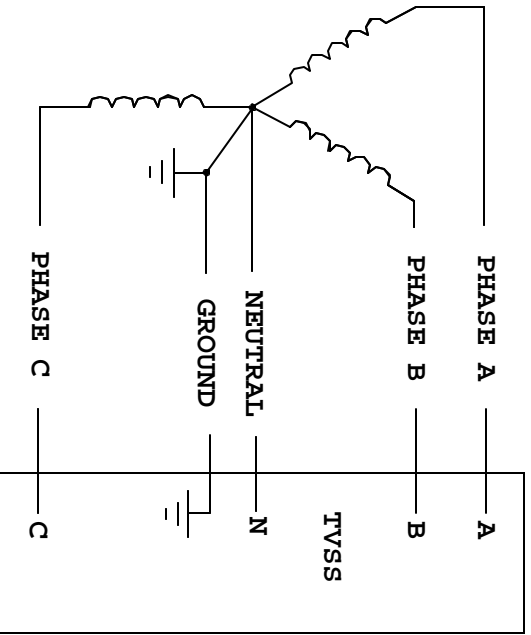 PHASE A
A
PHASE B
B
TVSS
NEUTRAL
N
GROUND
PHASE C
C